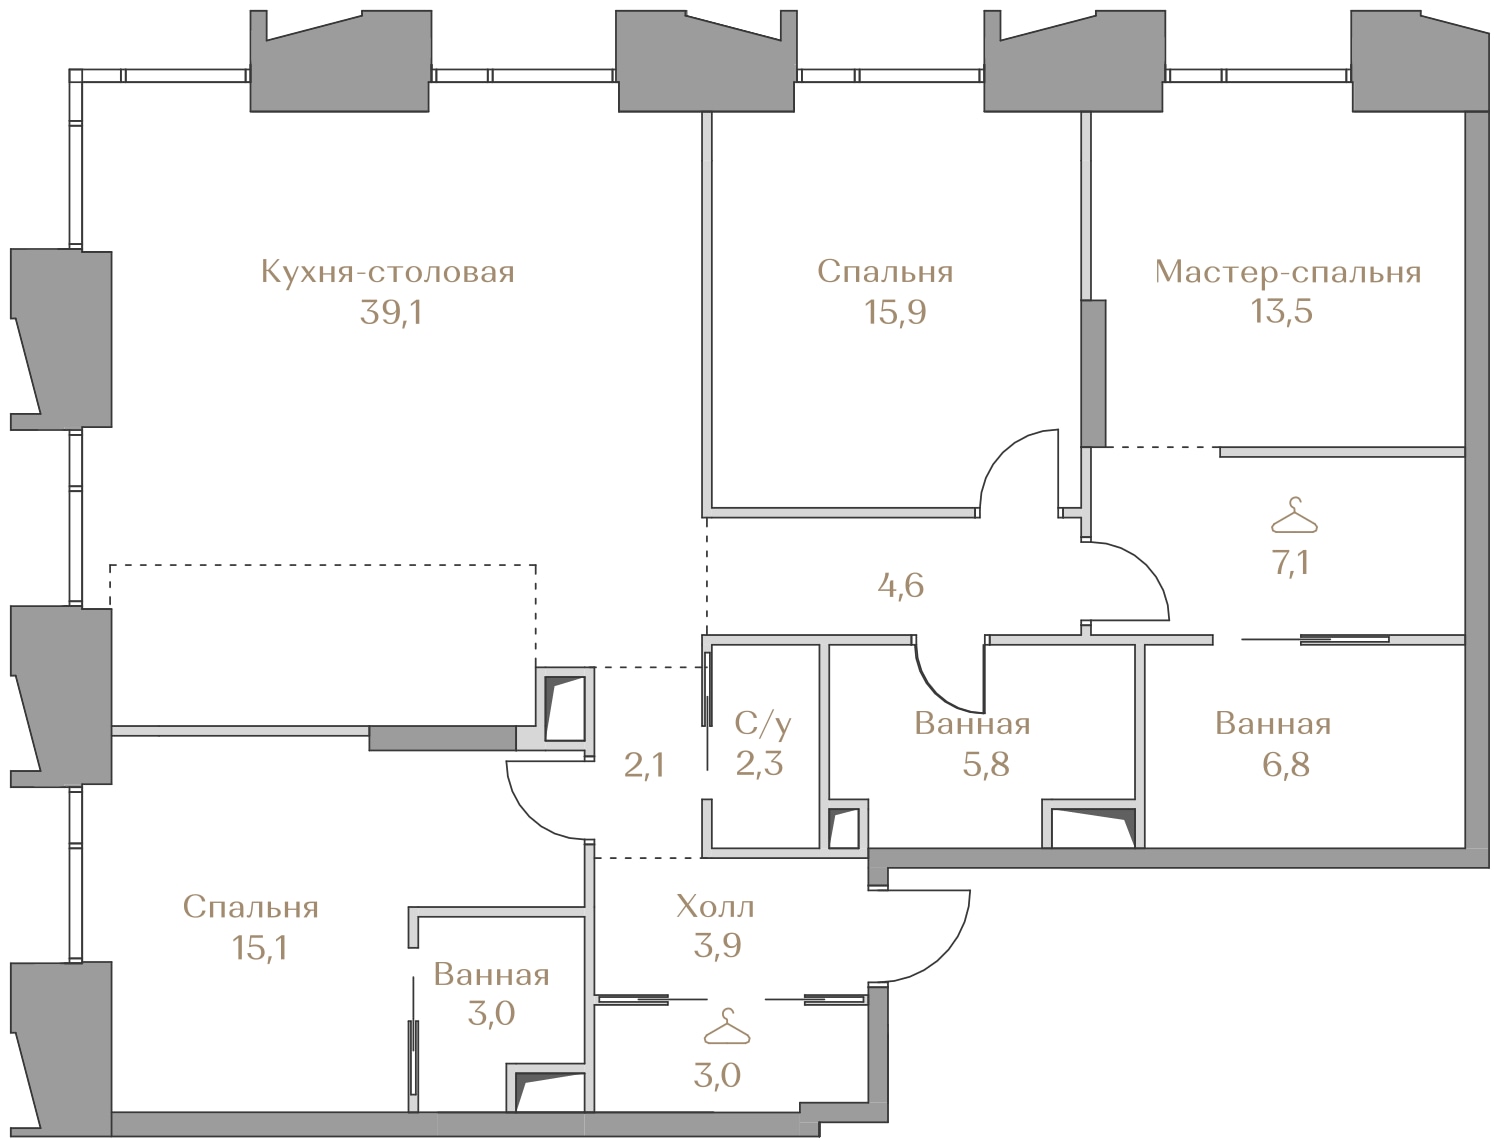 Кухня-столовая
39,1
Спальня
15,9
Мастер-спальня
13,5
7,1
4,6
С/у
2,3
Ванная
5,8
Ванная
6,8
2,1
Спальня
15,1
Холл
3,9
Ванная
3,0
3,0